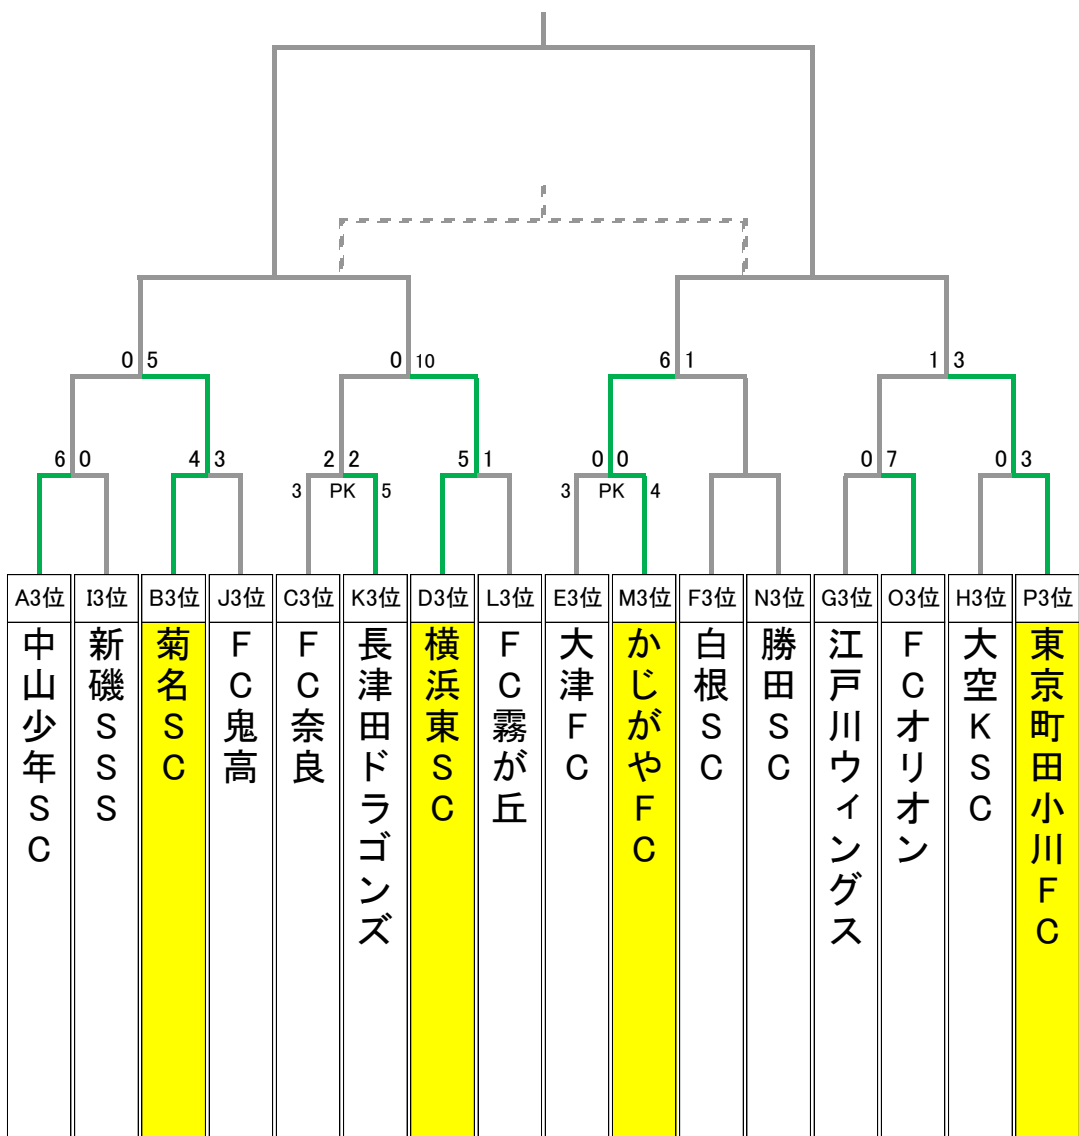 0 5
0 10
6 1
1 3
6 0
4 3
2 2
5 1
0 0
0 7
0 3
3 PK 5
3 PK 4
A3位
I3位
B3位
J3位
C3位
K3位
D3位
L3位
E3位
M3位
F3位
N3位
G3位
O3位
H3位
P3位
中山少年SC
新磯SSS
菊名SC
FC鬼高
FC奈良
長津田ドラゴンズ
横浜東SC
FC霧が丘
大津FC
かじがやFC
白根SC
勝田SC
江戸川ウィングス
FCオリオン
大空KSC
東京町田小川FC